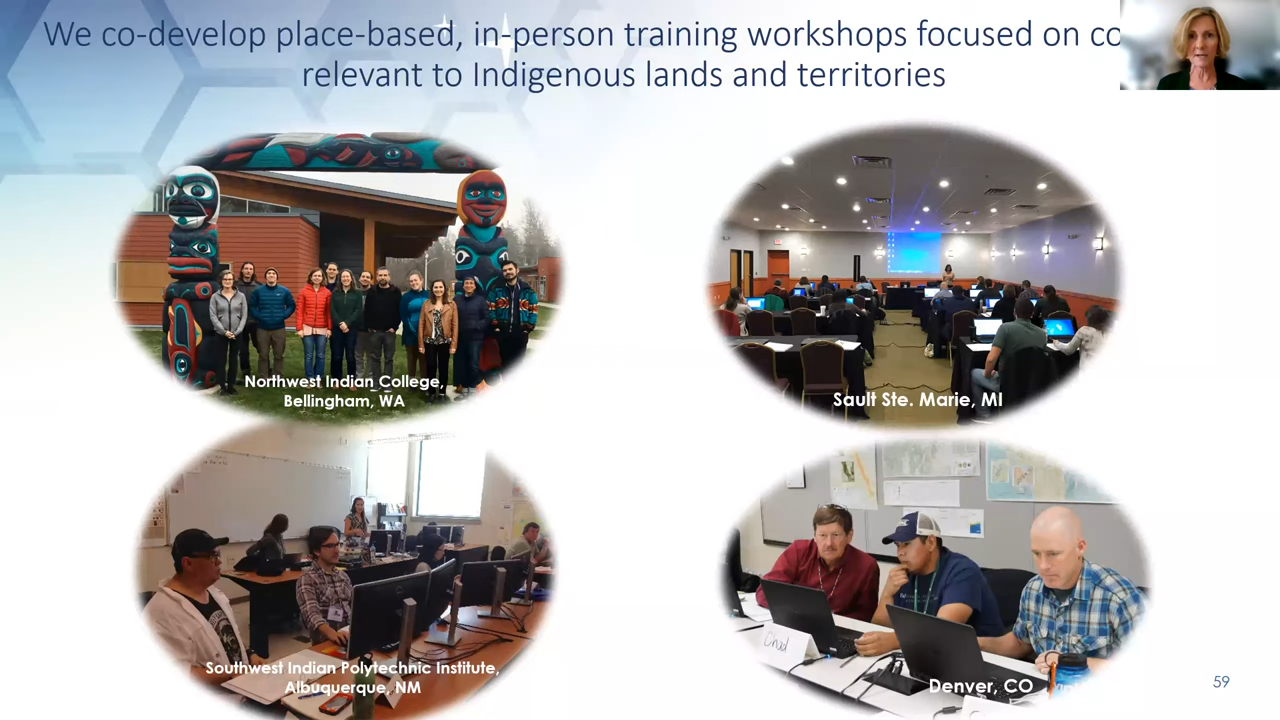 We co-develop place-based, in-person training workshops focused on co
relevant to Indigenous lands and territories
Northwest Indian College,
Bellingham, WA
Sault Ste. Marie, MI
Southwest Indian Polytechnic Institute,
Albuquerque, NM
Chad
Denver, CO
59